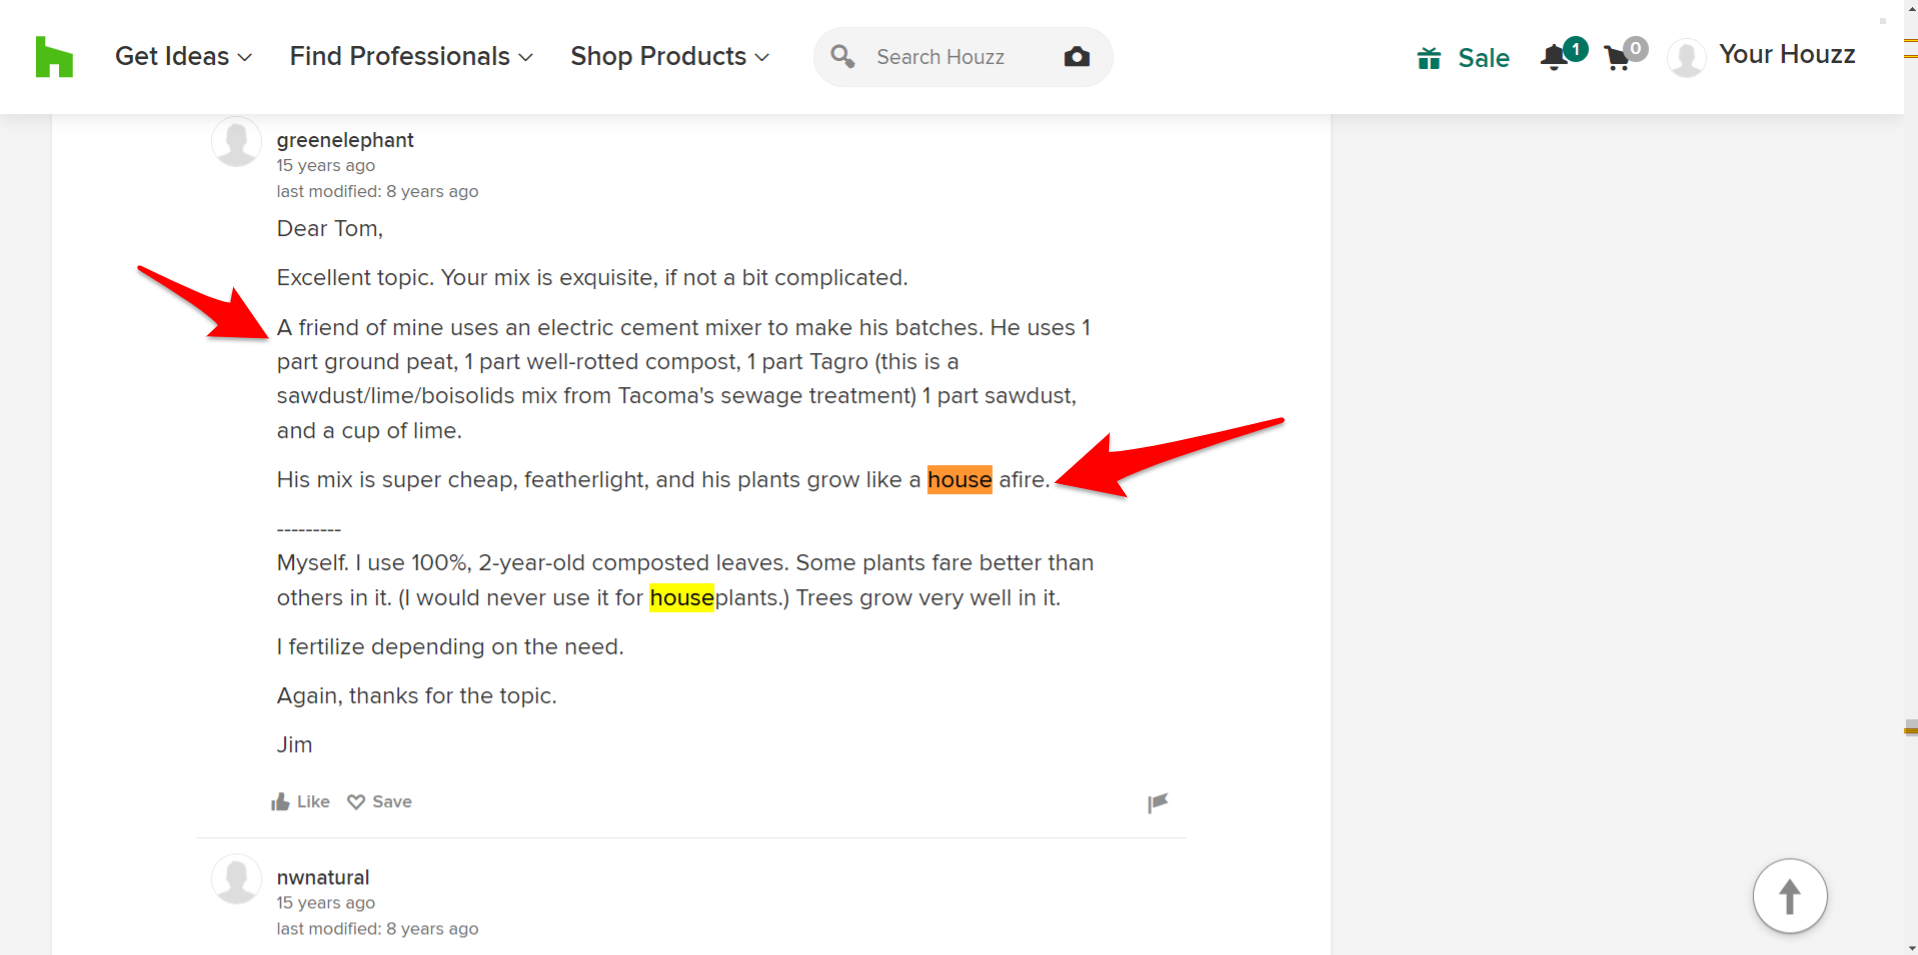 Get Ideas Find Professionals Shop Products Search Houzz Sale 1 0 Your Houzz
greenelephant
15 years ago
last modified: 8 years ago
Dear Tom,
Excellent topic. Your mix is exquisite, if not a bit complicated.
A friend of mine uses an electric cement mixer to make his batches. He uses 1
part ground peat, 1 part well-rotted compost, 1 part Tagro (this is a
sawdust/lime/boisolids mix from Tacoma's sewage treatment) 1 part sawdust,
and a cup of lime.
His mix is super cheap, featherlight, and his plants grow like a house afire.
---------
Myself. I use 100%, 2-year-old composted leaves. Some plants fare better than
others in it. (I would never use it for houseplants.) Trees grow very well in it.
I fertilize depending on the need.
Again, thanks for the topic.
Jim
Like Save
nwnatural
15 years ago
last modified: 8 years ago